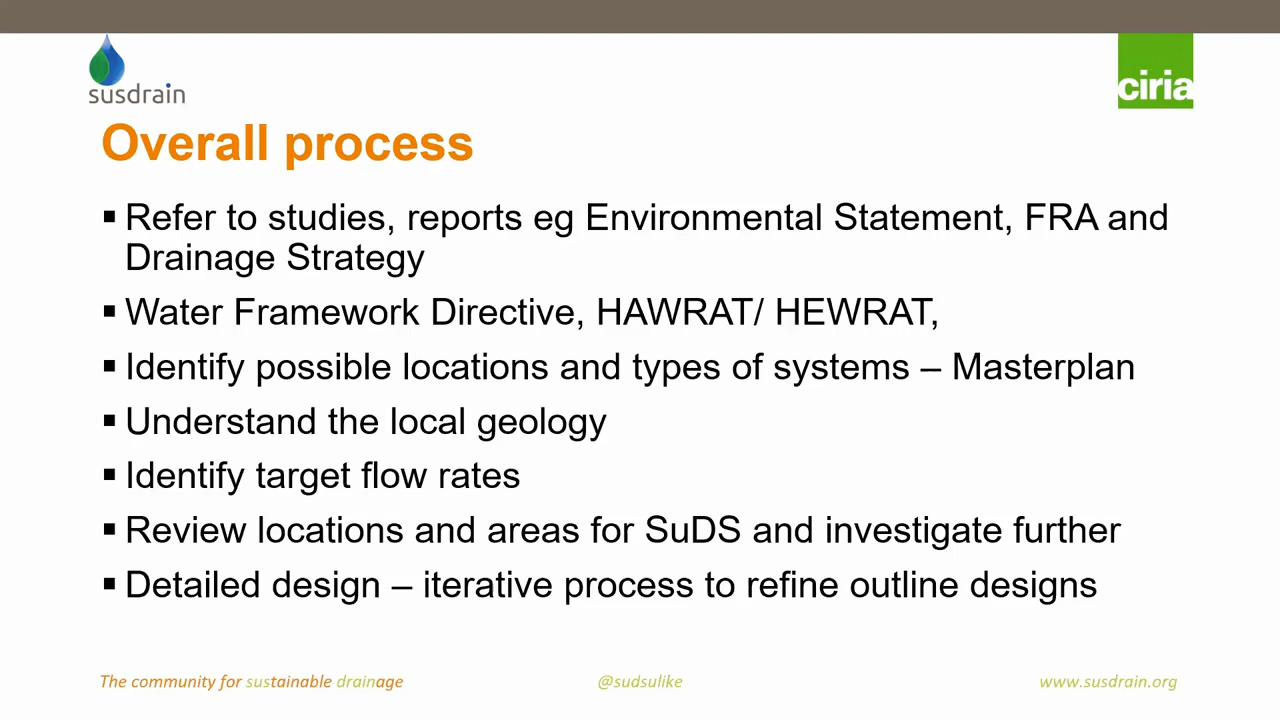 susdrain
ciria
Overall process
▪ Refer to studies, reports eg Environmental Statement, FRA and
Drainage Strategy
▪ Water Framework Directive, HAWRAT/ HEWRAT,
▪ Identify possible locations and types of systems – Masterplan
▪ Understand the local geology
▪ Identify target flow rates
▪ Review locations and areas for SuDS and investigate further
▪ Detailed design – iterative process to refine outline designs
The community for sustainable drainage
@sudsulike
www.susdrain.org